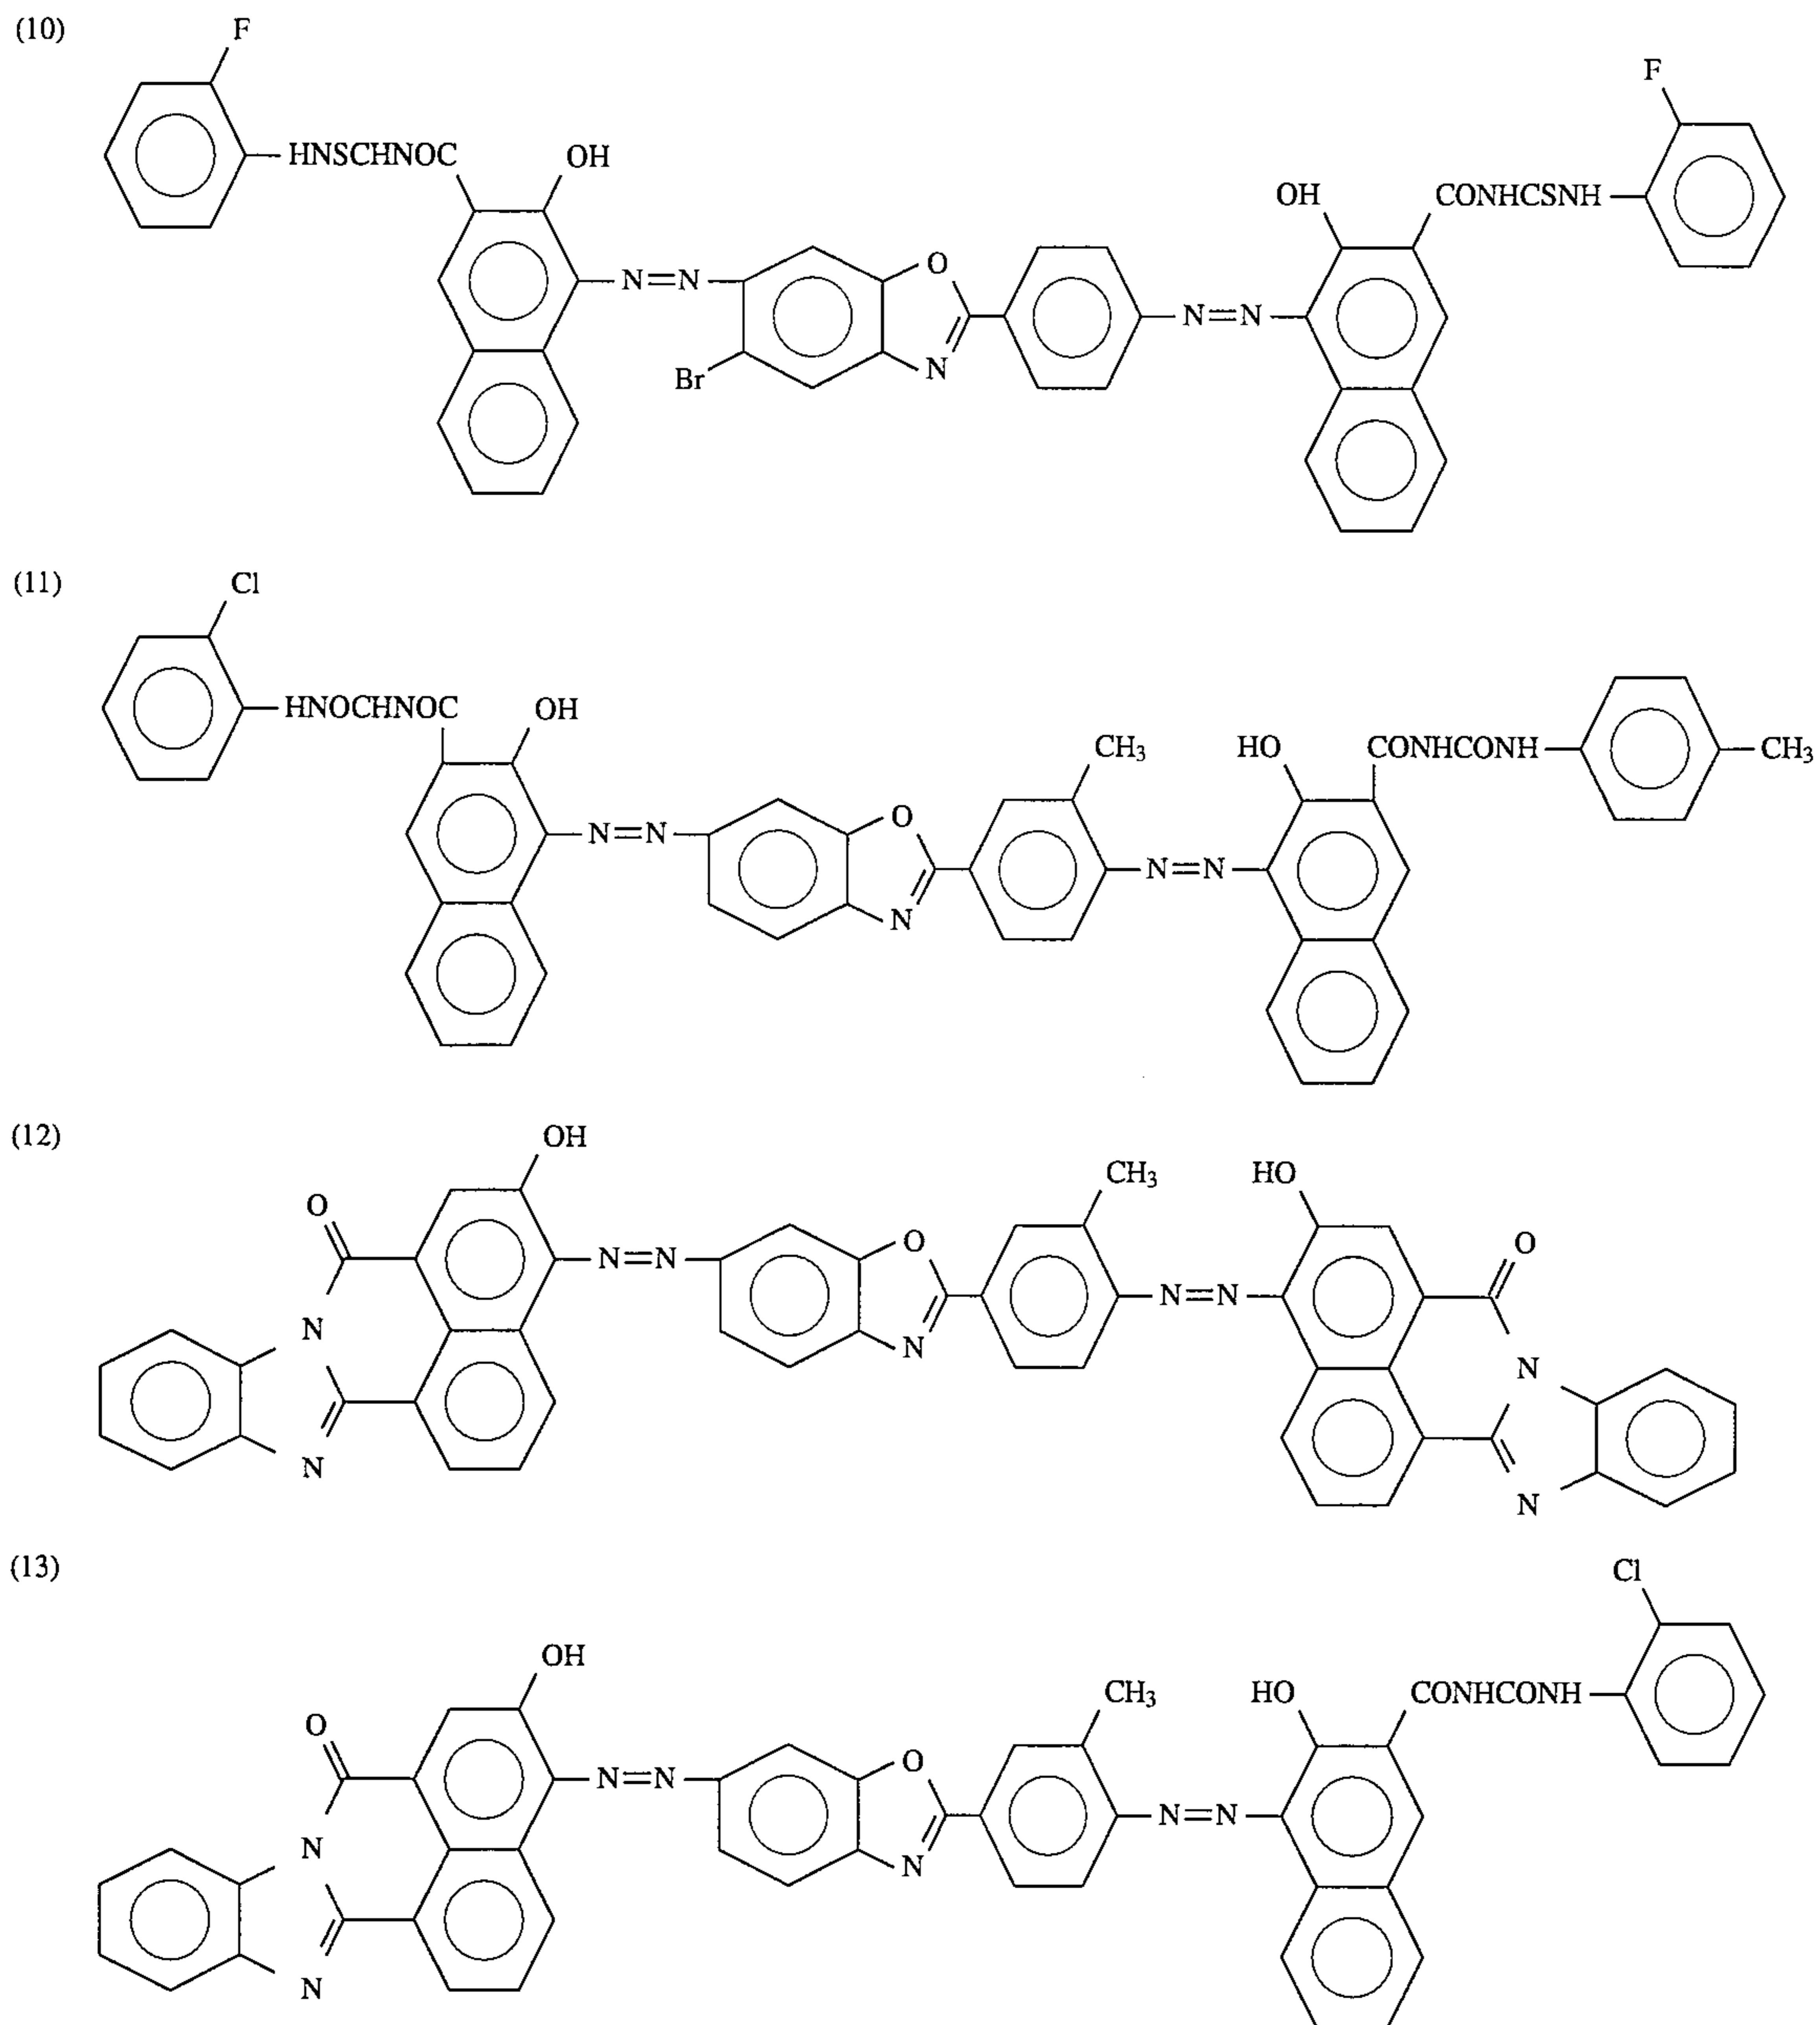 (10)
F
F
HNSCHNOC
OH
OH
CONHCSNH
N=N
O
N=N
Br
N
(11)
Cl
HNOCHNOC
OH
CH3
HO
CONHCONH
CH3
N=N
O
N=N
N
(12)
OH
CH3
HO
O
O
N=N
O
N=N
N
N
N
N
N
(13)
Cl
OH
CH3
HO
CONHCONH
O
N=N
O
N=N
N
N
N